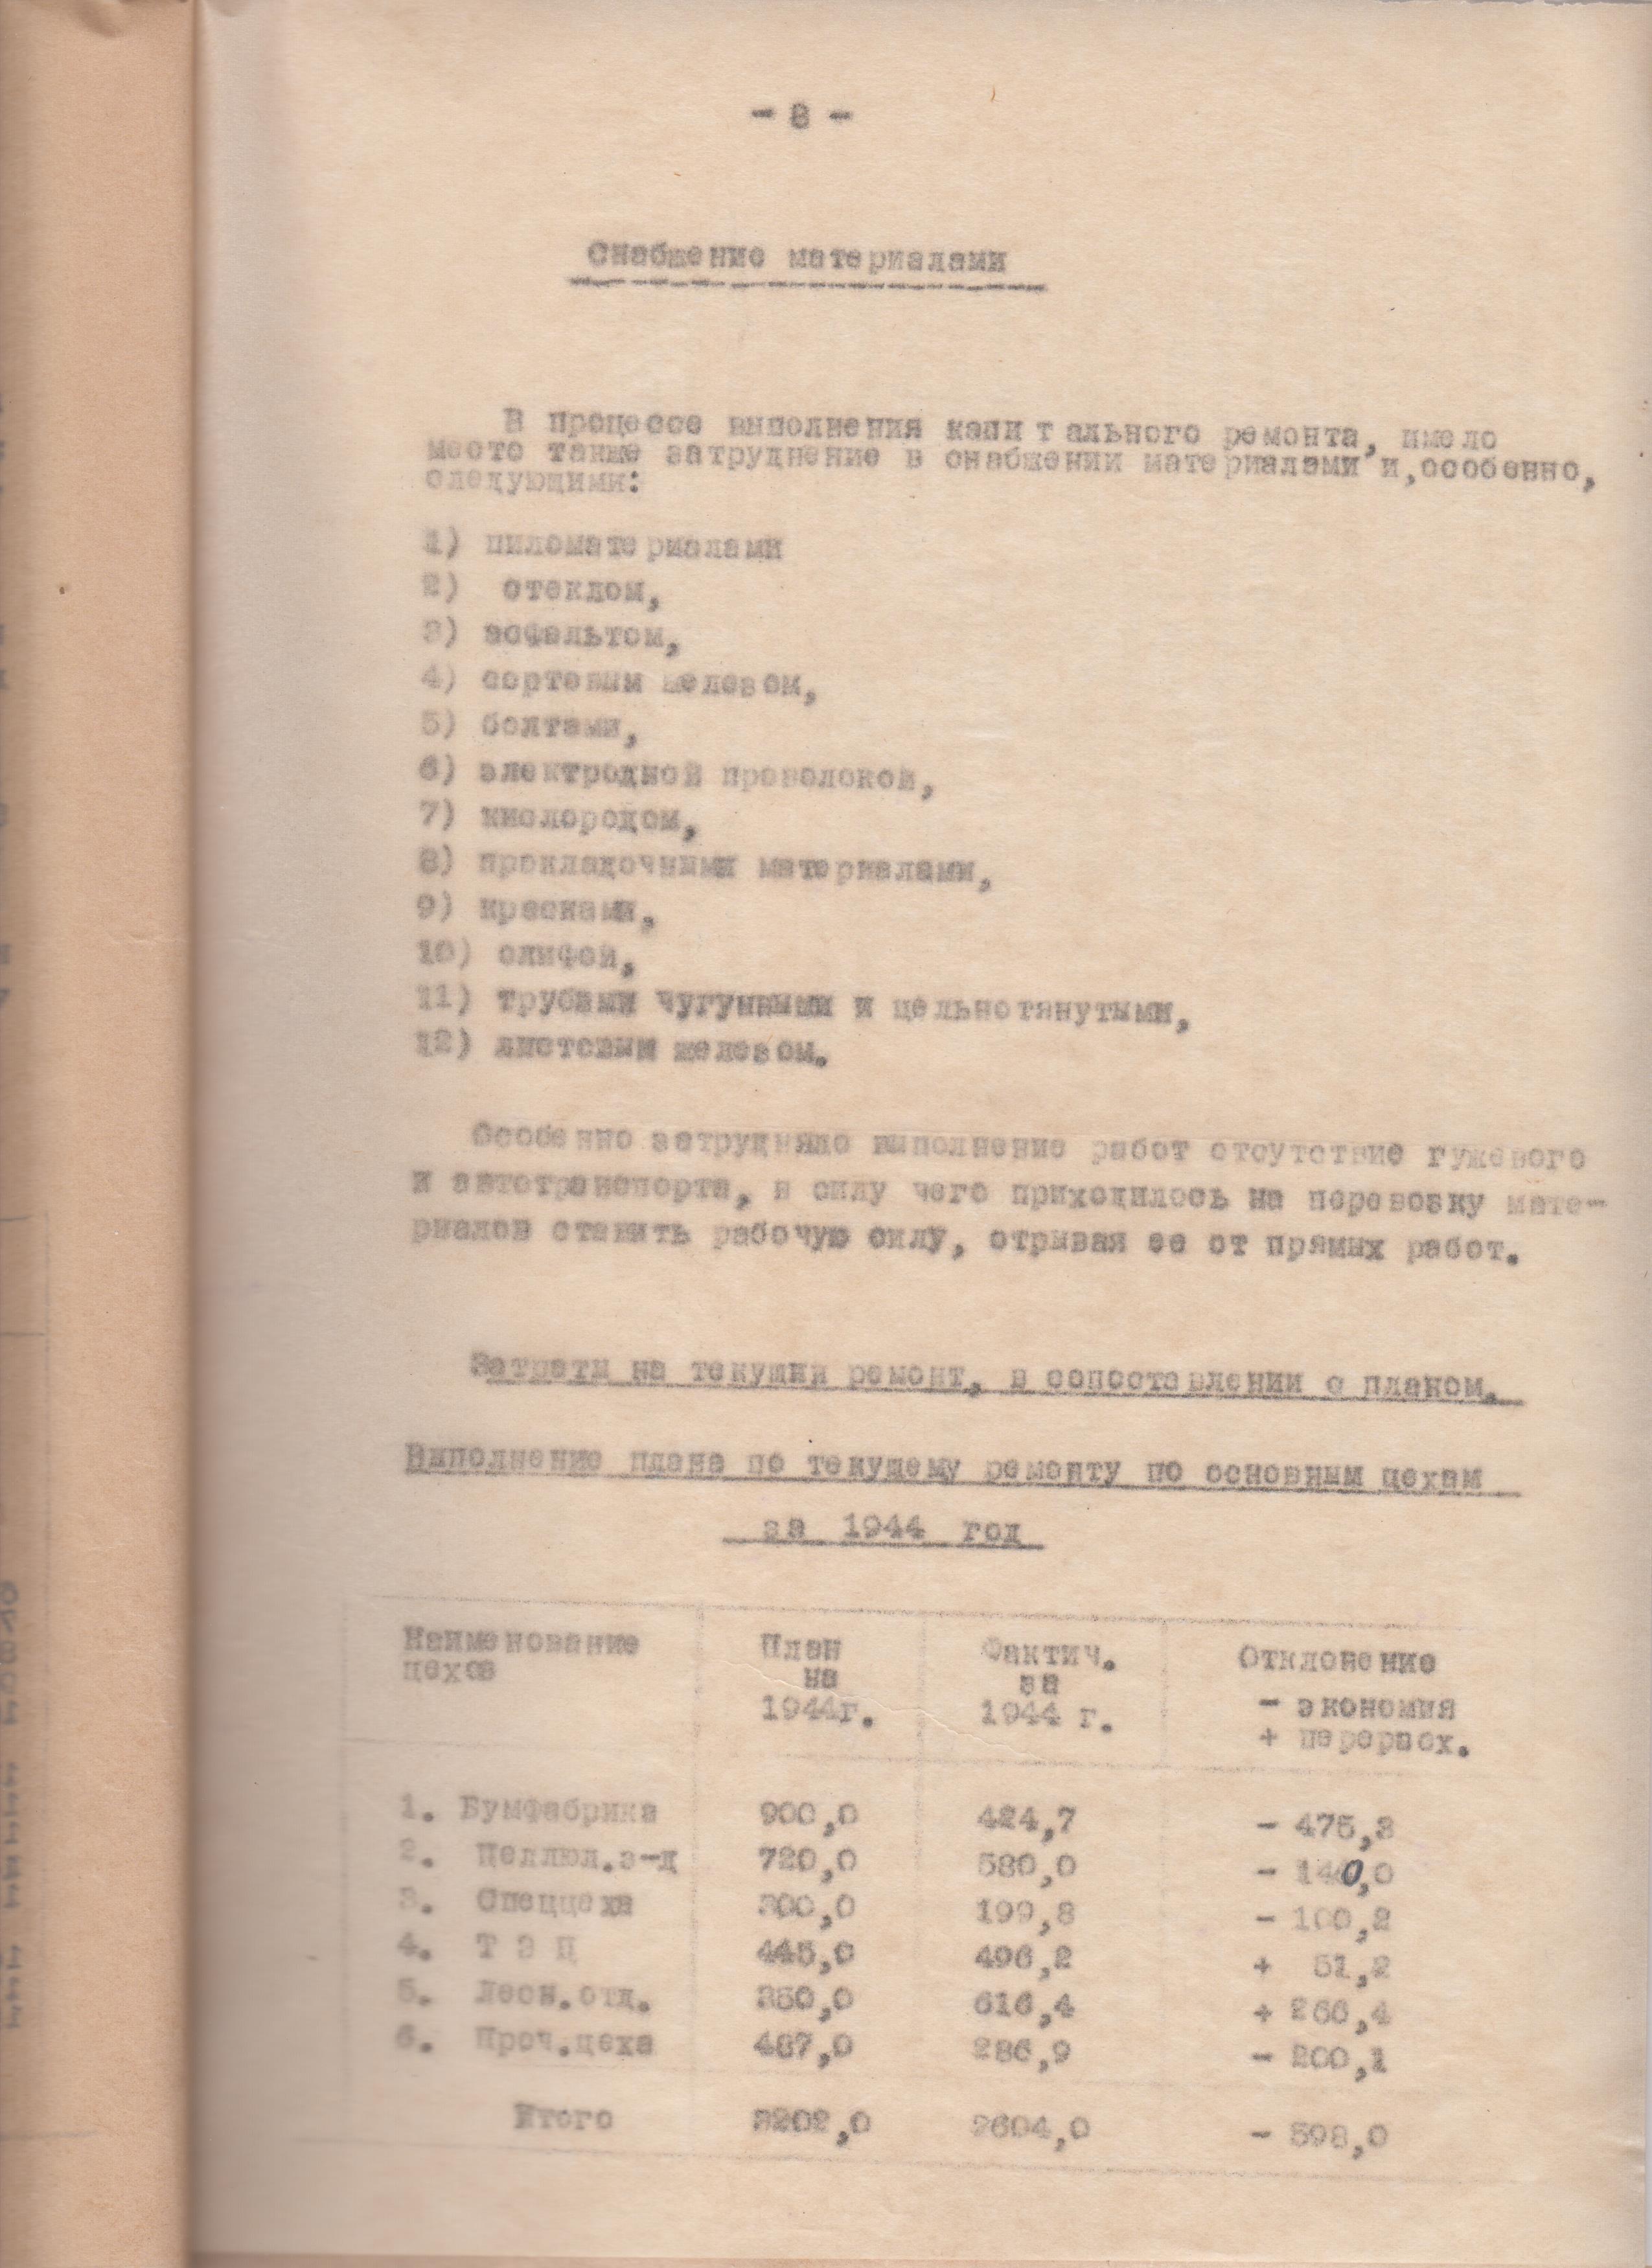 - 8 -
Снабжение материалами
В процессе выполнения капитального ремонта, имело
место также затруднение в снабжении материалами и,особенно,
следующими:
1) пиломатериалами
2) стеклом,
3) асфальтом,
4) сортовым железом,
5) болтами,
6) электродной проволокой,
7) кислородом,
8) прокладочными материалами,
9) красками,
10) олифой,
11) трубами чугунными и цельнотянутыми,
12) листовым железом.
Особенно затрудняло выполнение работ отсутствие гужевого
и автотранспорта, в силу чего приходилось на перевозку мате-
риалов ставить рабочую силу, отрывая ее от прямых работ.
Затраты на текущий ремонт, в сопоставлении с планом.
Выполнение плана по текущему ремонту по основным цехам
за 1944 год
Наименование цехов План на 1944г. Фактич. за 1944 г. Отклонение - экономия + перерасх.
1. Бумфабрика 900,0 424,7 - 475,3
2. Целлюл.з-д 720,0 580,0 - 140,0
3. Спеццеха 300,0 199,8 - 100,2
4. Т Э Ц 445,0 496,2 + 51,2
5. Лесн.отд. 350,0 616,4 + 266,4
6. Проч.цеха 487,0 286,9 - 200,1
Итого 3202,0 2604,0 - 598,0